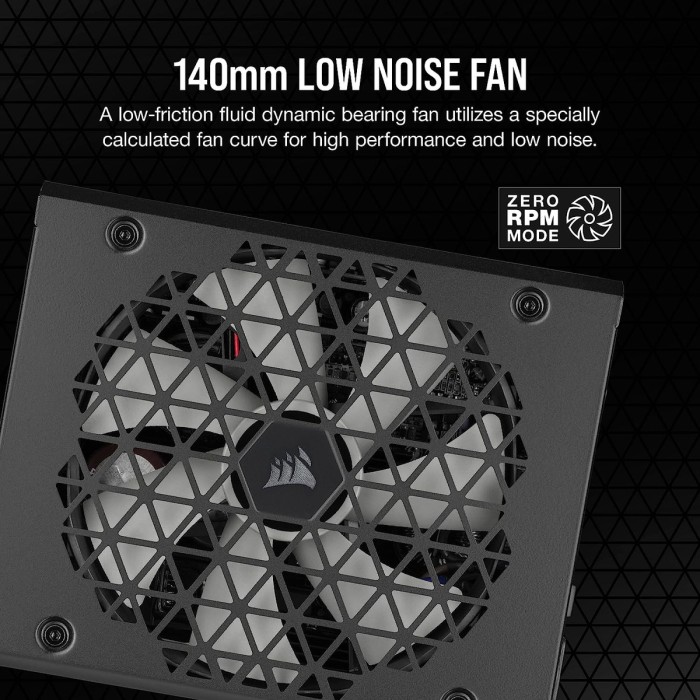 140mm LOW NOISE FAN
A low-friction fluid dynamic bearing fan utilizes a specially
calculated fan curve for high performance and low noise.
ZERO
RPM
MODE